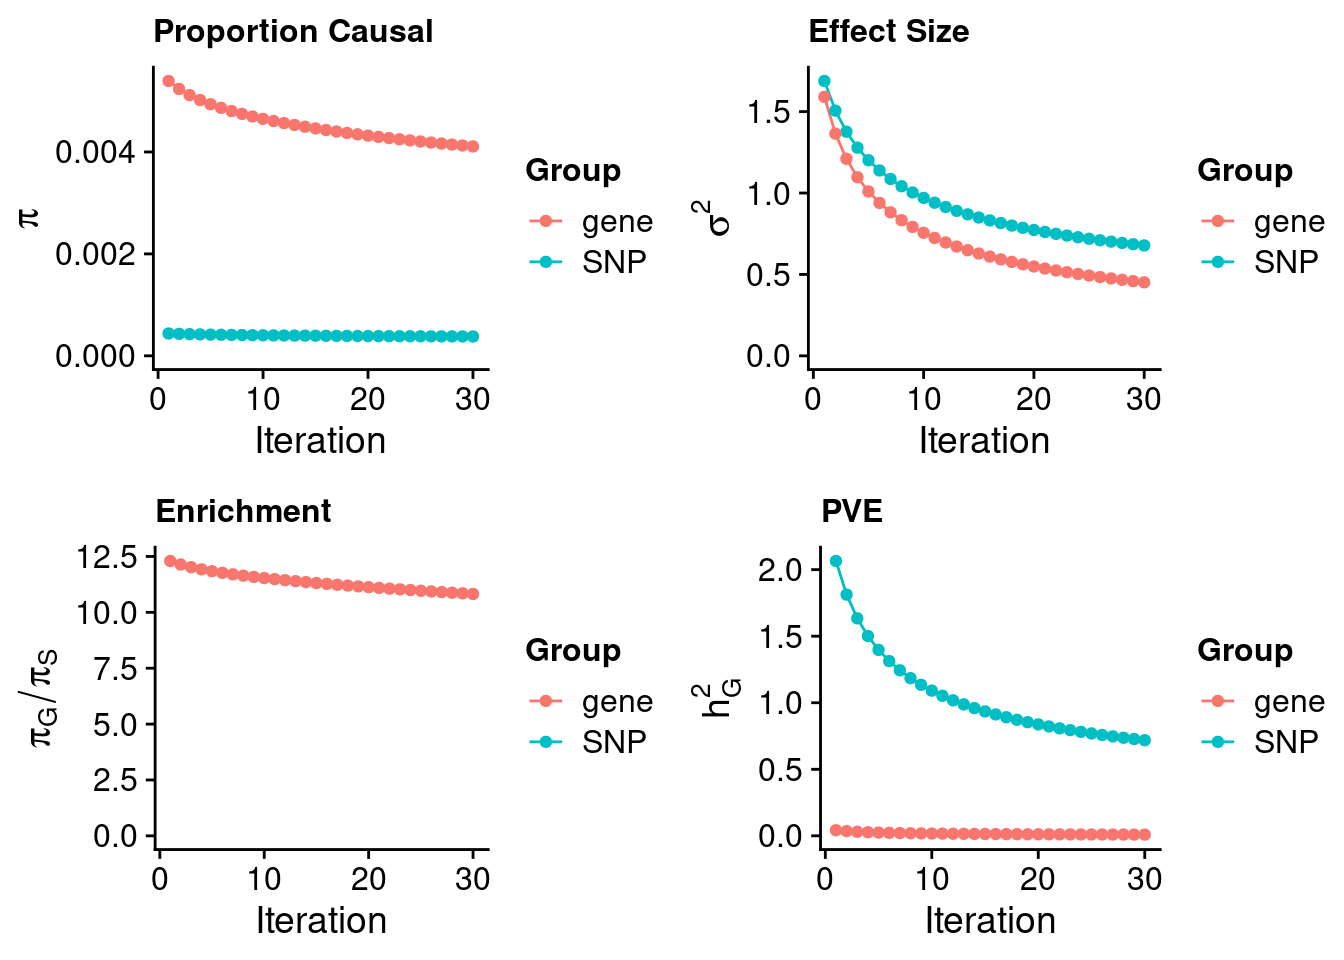 Proportion Causal
π
0.004
0.002
0.000
0 10 20 30
Iteration
Group
gene
SNP
Effect Size
σ²
1.5
1.0
0.5
0.0
0 10 20 30
Iteration
Group
gene
SNP
Enrichment
π_G/π_S
12.5
10.0
7.5
5.0
2.5
0.0
0 10 20 30
Iteration
Group
gene
SNP
PVE
h²_G
2.0
1.5
1.0
0.5
0.0
0 10 20 30
Iteration
Group
gene
SNP